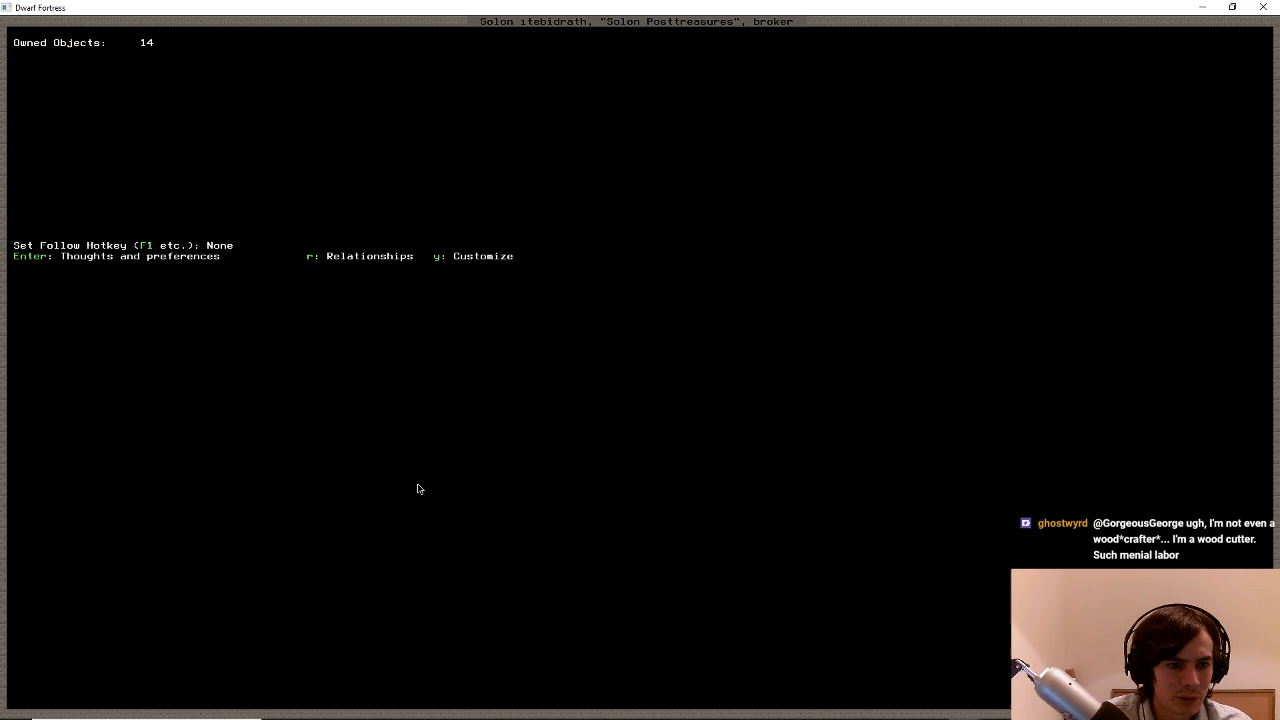 Dwarf Fortress
Solon ıtebidrath, "Solon Posttreasures", broker
Owned Objects: 14
Set Follow Hotkey (F1 etc.): None
Enter: Thoughts and preferences r: Relationships y: Customize
ghostwyrd @GorgeousGeorge ugh, I'm not even a
wood*crafter*... I'm a wood cutter.
Such menial labor